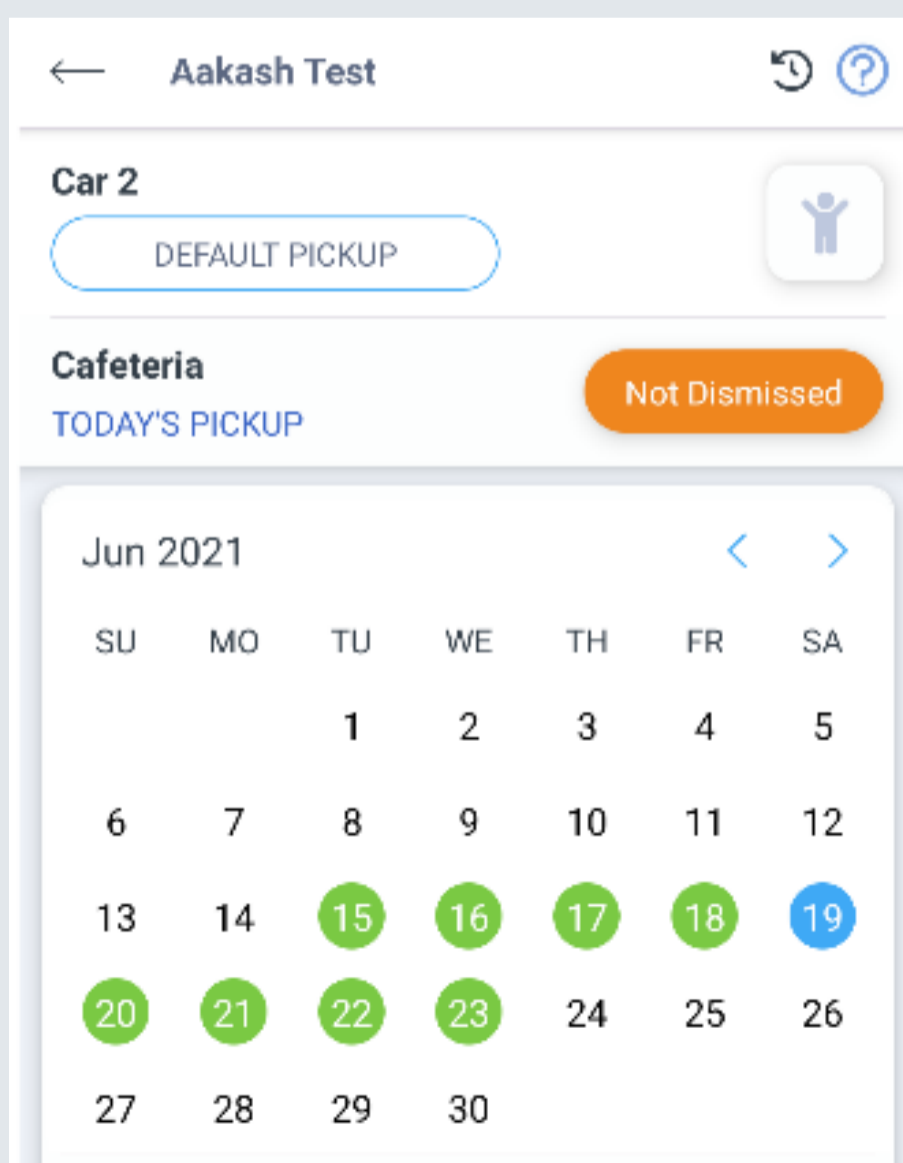 Aakash Test
Car 2
DEFAULT PICKUP
Cafeteria
TODAY'S PICKUP
Not Dismissed
Jun 2021
SU MO TU WE TH FR SA
1 2 3 4 5
6 7 8 9 10 11 12
13 14 15 16 17 18 19
20 21 22 23 24 25 26
27 28 29 30